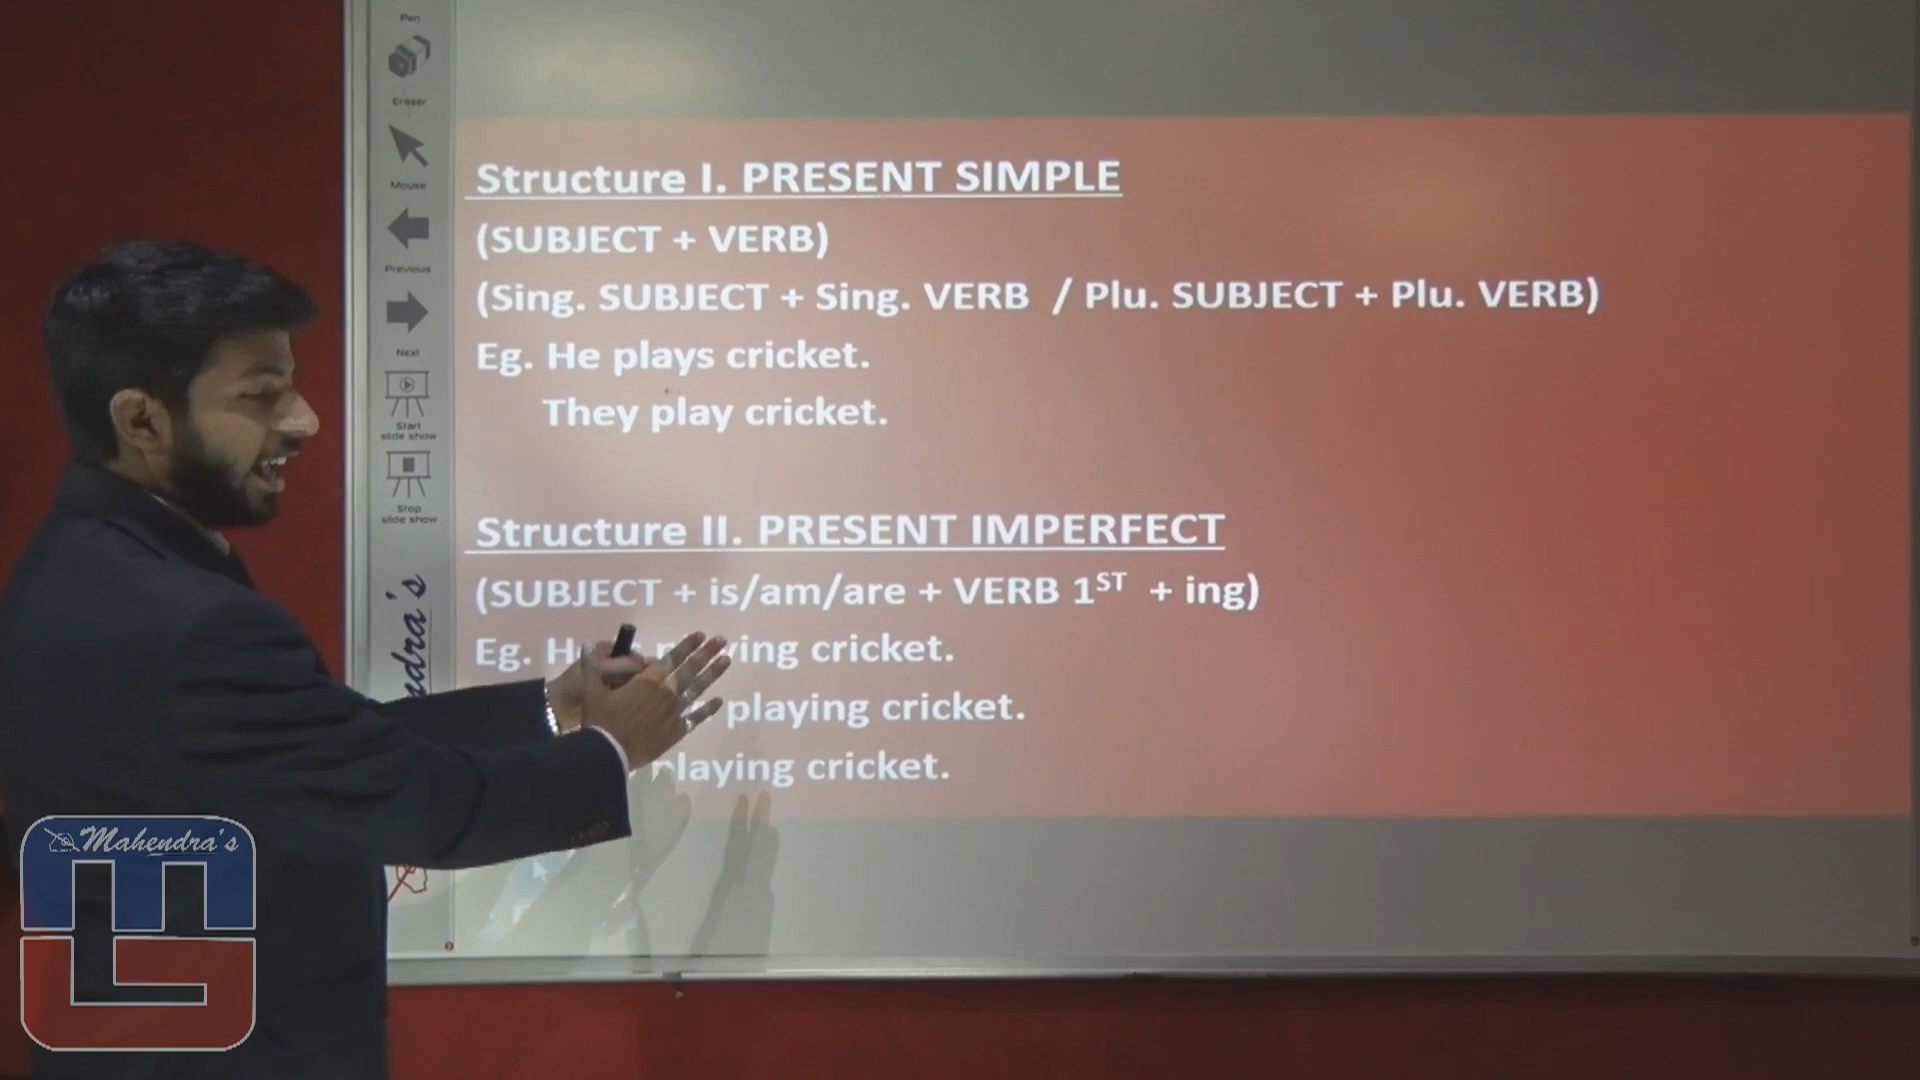 Pen
Eraser
Mouse
Previous
Next
Start
slide show
Stop
slide show
Structure I. PRESENT SIMPLE
(SUBJECT + VERB)
(Sing. SUBJECT + Sing. VERB / Plu. SUBJECT + Plu. VERB)
Eg. He plays cricket.
They play cricket.
Structure II. PRESENT IMPERFECT
(SUBJECT + is/am/are + VERB 1ST + ing)
Eg. cricket.
playing cricket.
playing cricket.
Mahendra's